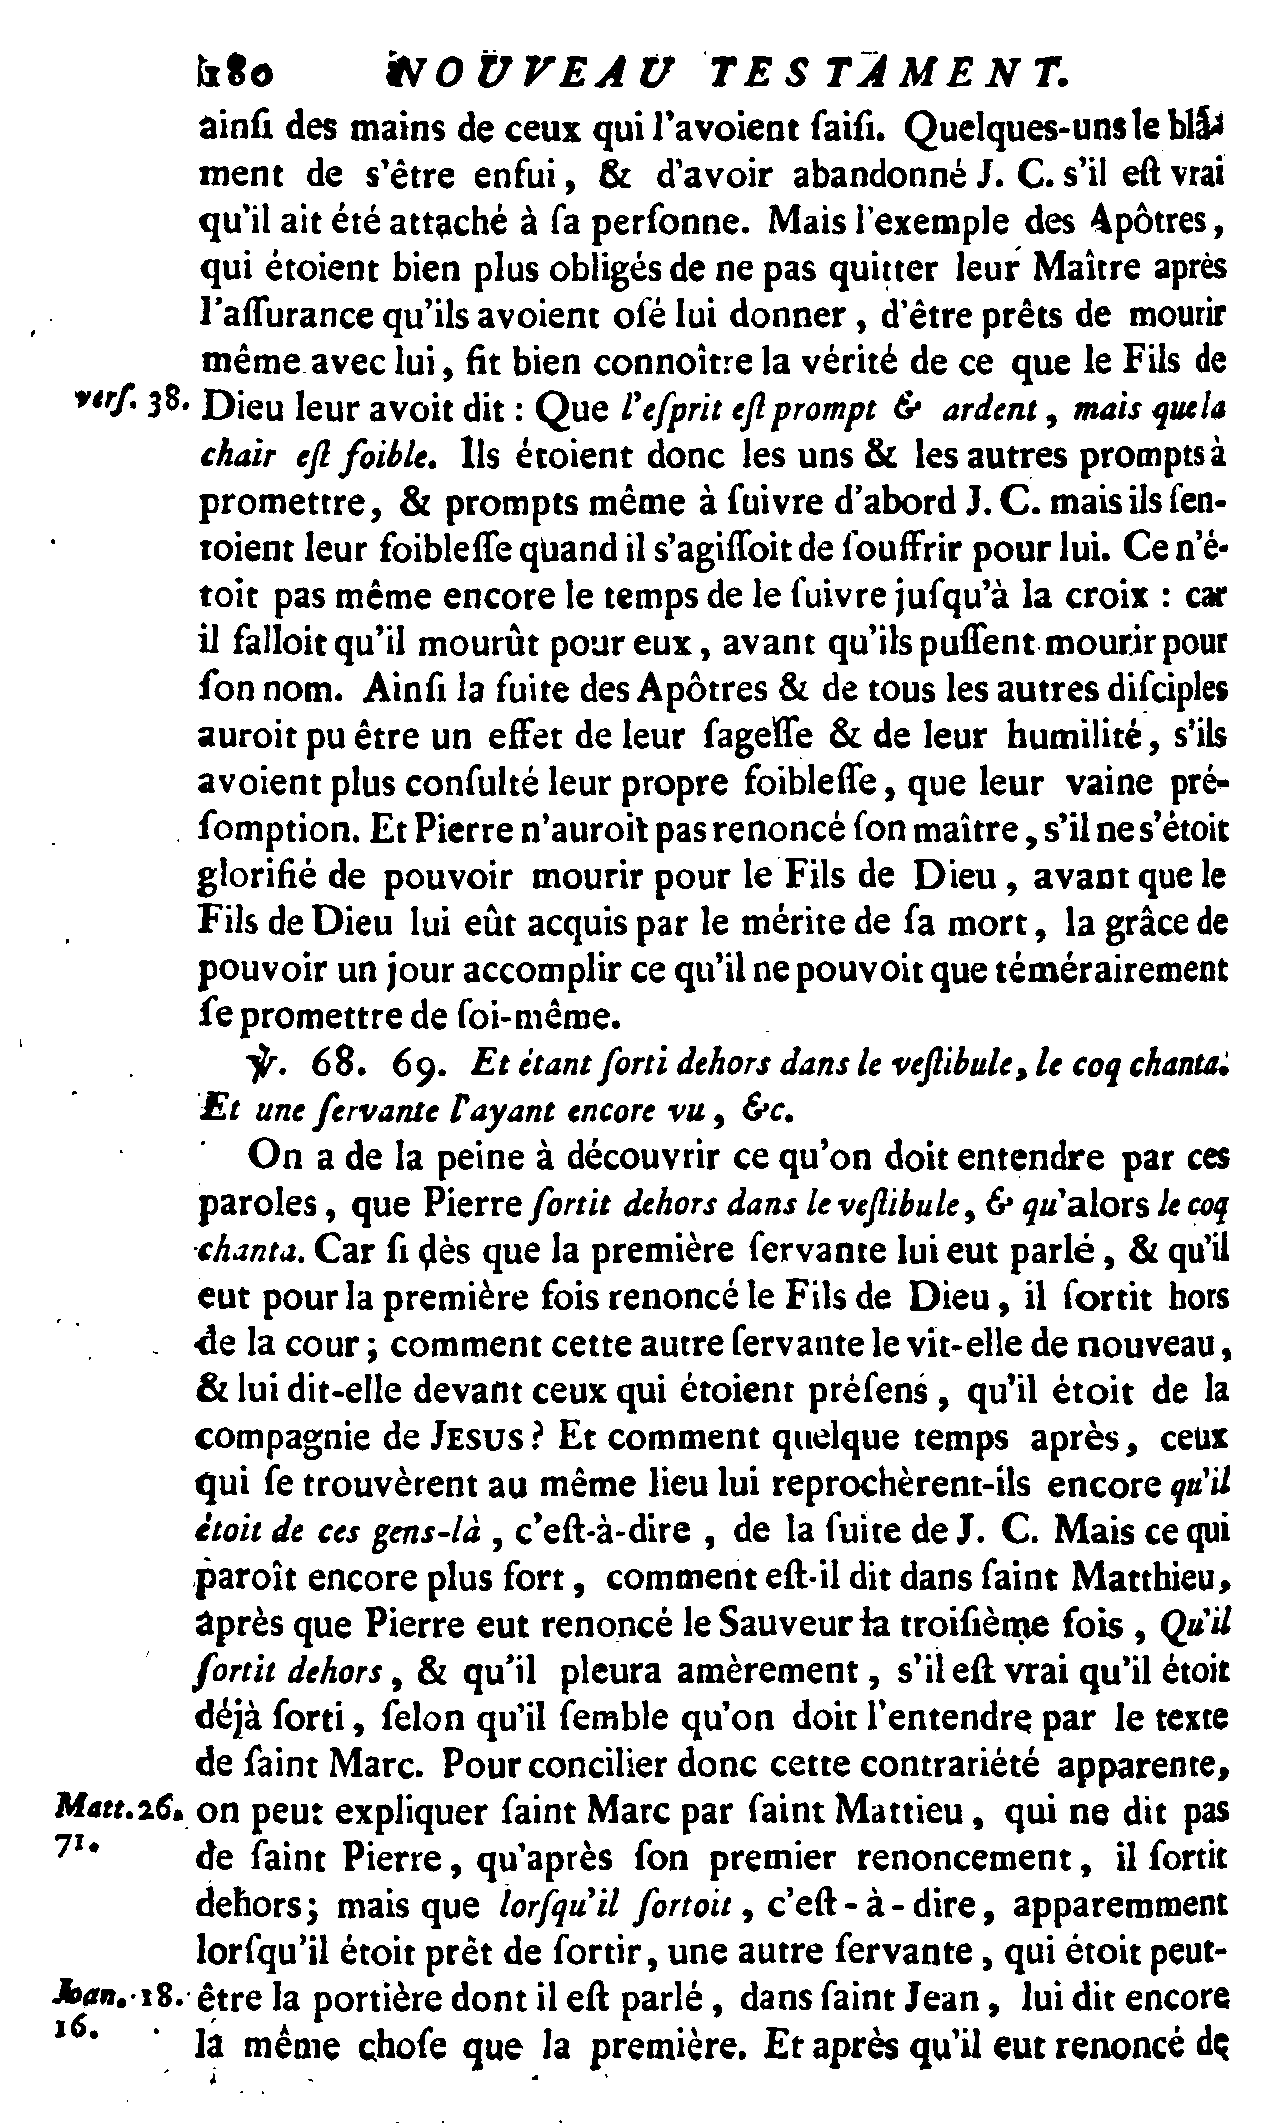 180 NOUVEAU TESTAMENT.
ainſi des mains de ceux qui l'avoient ſaiſi. Quelques-uns le blâ-
ment de s'être enfui, & d'avoir abandonné J. C. s'il eſt vrai
qu'il ait été attaché à ſa perſonne. Mais l'exemple des Apôtres,
qui étoient bien plus obligés de ne pas quitter leur Maître après
l'aſſurance qu'ils avoient oſé lui donner, d'être prêts de mourir
même avec lui, fit bien connoître la vérité de ce que le Fils de
verſ. 38. Dieu leur avoit dit : Que l'eſprit eſt prompt & ardent, mais que la
chair eſt foible. Ils étoient donc les uns & les autres prompts à
promettre, & prompts même à ſuivre d'abord J. C. mais ils ſen-
toient leur foibleſſe quand il s'agiſſoit de ſouffrir pour lui. Ce n'é-
toit pas même encore le temps de le ſuivre juſqu'à la croix : car
il falloit qu'il mourût pour eux, avant qu'ils puſſent mourir pour
ſon nom. Ainſi la fuite des Apôtres & de tous les autres diſciples
auroit pu être un effet de leur ſageſſe & de leur humilité, s'ils
avoient plus conſulté leur propre foibleſſe, que leur vaine pré-
ſomption. Et Pierre n'auroit pas renoncé ſon maître, s'il ne s'étoit
glorifié de pouvoir mourir pour le Fils de Dieu, avant que le
Fils de Dieu lui eût acquis par le mérite de ſa mort, la grâce de
pouvoir un jour accomplir ce qu'il ne pouvoit que témérairement
ſe promettre de ſoi-même.
℣. 68. 69. Et étant ſorti dehors dans le veſtibule, le coq chanta.
Et une ſervante l'ayant encore vu, &c.
On a de la peine à découvrir ce qu'on doit entendre par ces
paroles, que Pierre ſortit dehors dans le veſtibule, & qu'alors le coq
chanta. Car ſi dès que la première ſervante lui eut parlé, & qu'il
eut pour la première fois renoncé le Fils de Dieu, il ſortit hors
de la cour; comment cette autre ſervante le vit-elle de nouveau,
& lui dit-elle devant ceux qui étoient préſens, qu'il étoit de la
compagnie de JESUS? Et comment quelque temps après, ceux
qui ſe trouvèrent au même lieu lui reprochèrent-ils encore qu'il
étoit de ces gens-là, c'eſt-à-dire, de la ſuite de J. C. Mais ce qui
paroît encore plus fort, comment eſt-il dit dans ſaint Matthieu,
après que Pierre eut renoncé le Sauveur la troiſième fois, Qu'il
ſortit dehors, & qu'il pleura amèrement, s'il eſt vrai qu'il étoit
déjà ſorti, ſelon qu'il ſemble qu'on doit l'entendre par le texte
de ſaint Marc. Pour concilier donc cette contrariété apparente,
Matt. 26. on peut expliquer ſaint Marc par ſaint Mattieu, qui ne dit pas
71. de ſaint Pierre, qu'après ſon premier renoncement, il ſortit
dehors; mais que lorſqu'il ſortoit, c'eſt-à-dire, apparemment
lorſqu'il étoit prêt de ſortir, une autre ſervante, qui étoit peut-
Joan. 18. être la portière dont il eſt parlé, dans ſaint Jean, lui dit encore
16. la même choſe que la première. Et après qu'il eut renoncé de